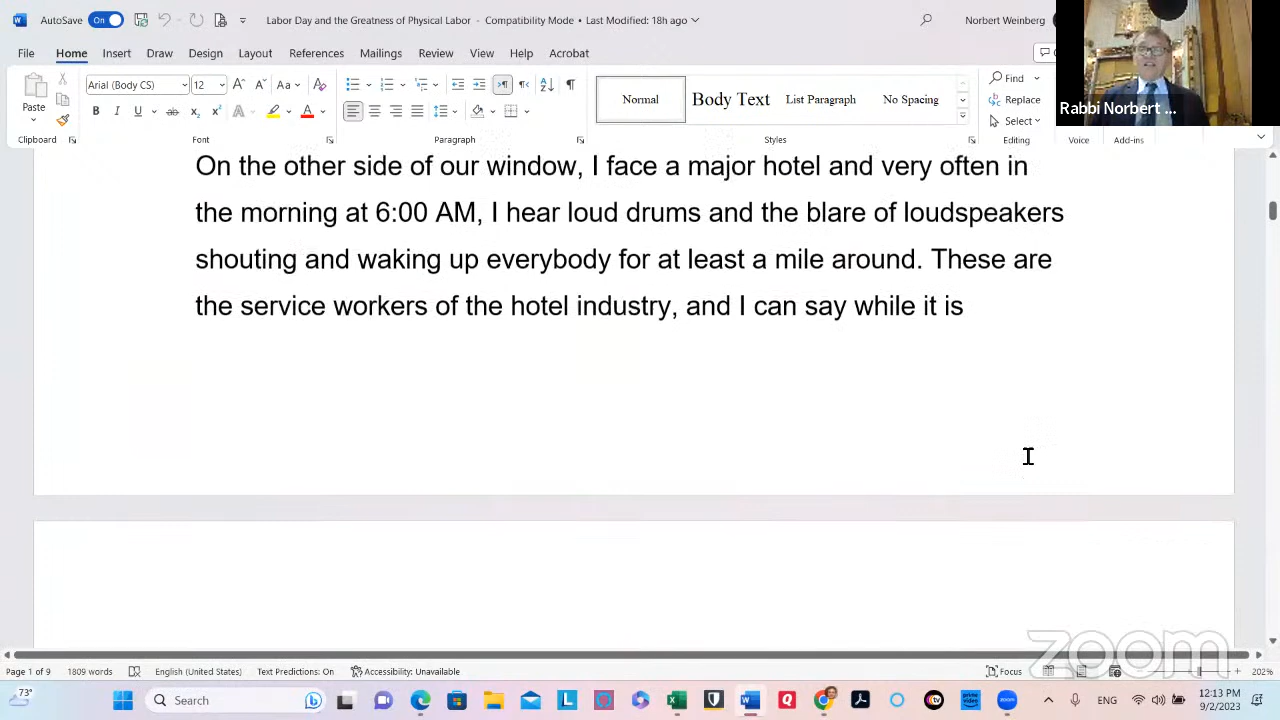 AutoSave On Labor Day and the Greatness of Physical Labor - Compatibility Mode • Last Modified: 18h ago Norbert Weinberg
File Home Insert Draw Design Layout References Mailings Review View Help Acrobat
Paste Arial (Body CS) 12 Aa Normal Body Text List Paragraph No Spacing Find
B I U ab x x A A Replace
Select
Rabbi Norbert ...
Clipboard Font Paragraph Styles Editing Voice Add-ins
On the other side of our window, I face a major hotel and very often in
the morning at 6:00 AM, I hear loud drums and the blare of loudspeakers
shouting and waking up everybody for at least a mile around. These are
the service workers of the hotel industry, and I can say while it is
zoom
Page 1 of 9 1809 words English (United States) Text Predictions: On Accessibility: Unavailable Focus 202%
73° Search ENG 12:13 PM
9/2/2023